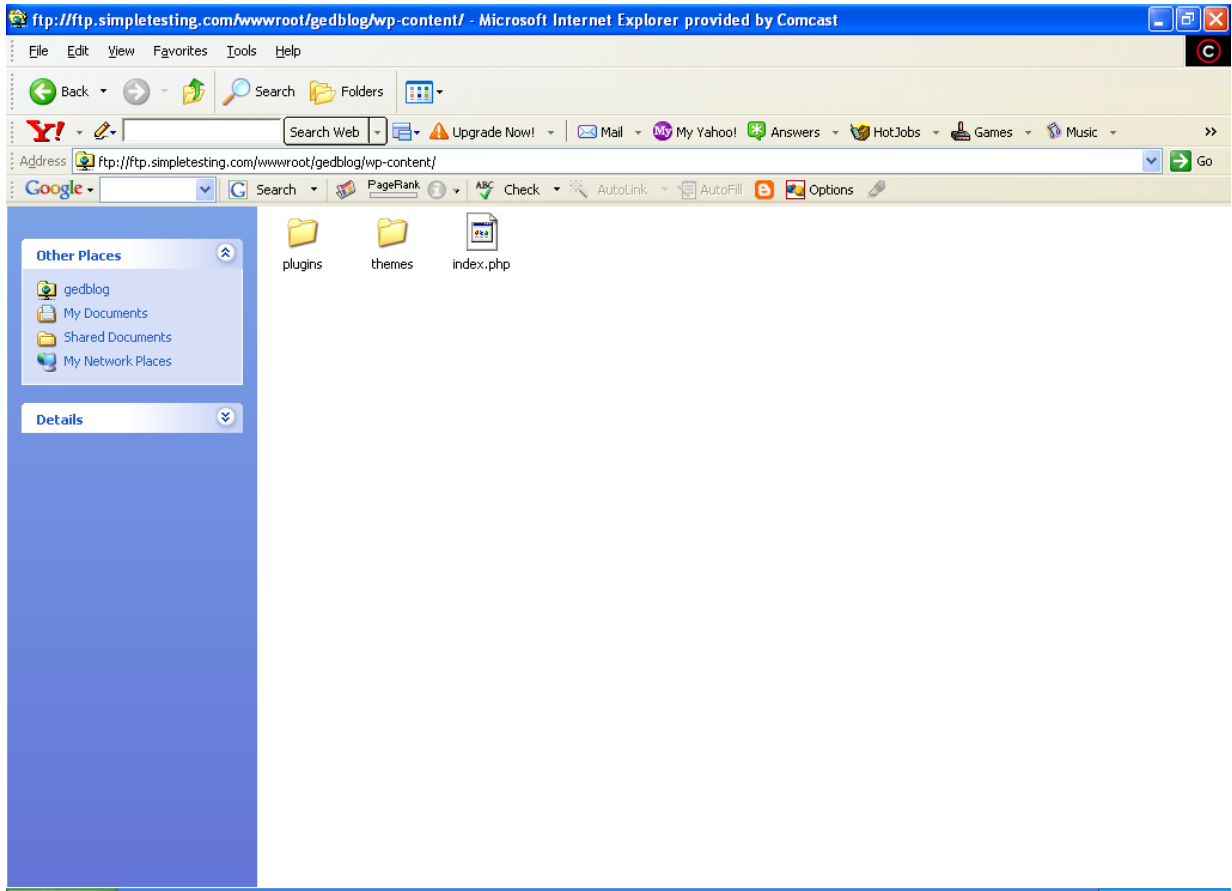 ftp://ftp.simpletesting.com/wwwroot/gedblog/wp-content/ - Microsoft Internet Explorer provided by Comcast
File Edit View Favorites Tools Help
C
Back Search Folders
Y! Search Web Upgrade Now! Mail My My Yahoo! Answers HotJobs Games Music »
Address ftp://ftp.simpletesting.com/wwwroot/gedblog/wp-content/ Go
Google G Search PageRank ABC Check AutoLink AutoFill Options
Other Places
gedblog
My Documents
Shared Documents
My Network Places
Details
plugins themes index.php